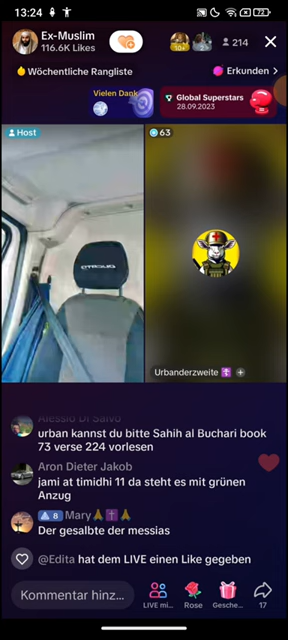 13:24
72
Ex-Muslim
116.6K Likes
214
Wöchentliche Rangliste
Erkunden
Vielen Dank
Global Superstars
28.09.2023
Host
63
Urbanderzweite
Alessio Di Salvo
urban kannst du bitte Sahih al Buchari book
73 verse 224 vorlesen
Aron Dieter Jakob
jami at timidhi 11 da steht es mit grünen
Anzug
8 Mary
Der gesalbte der messias
@Edita hat dem LIVE einen Like gegeben
Kommentar hinz...
LIVE mi...
Rose
Gesche...
17